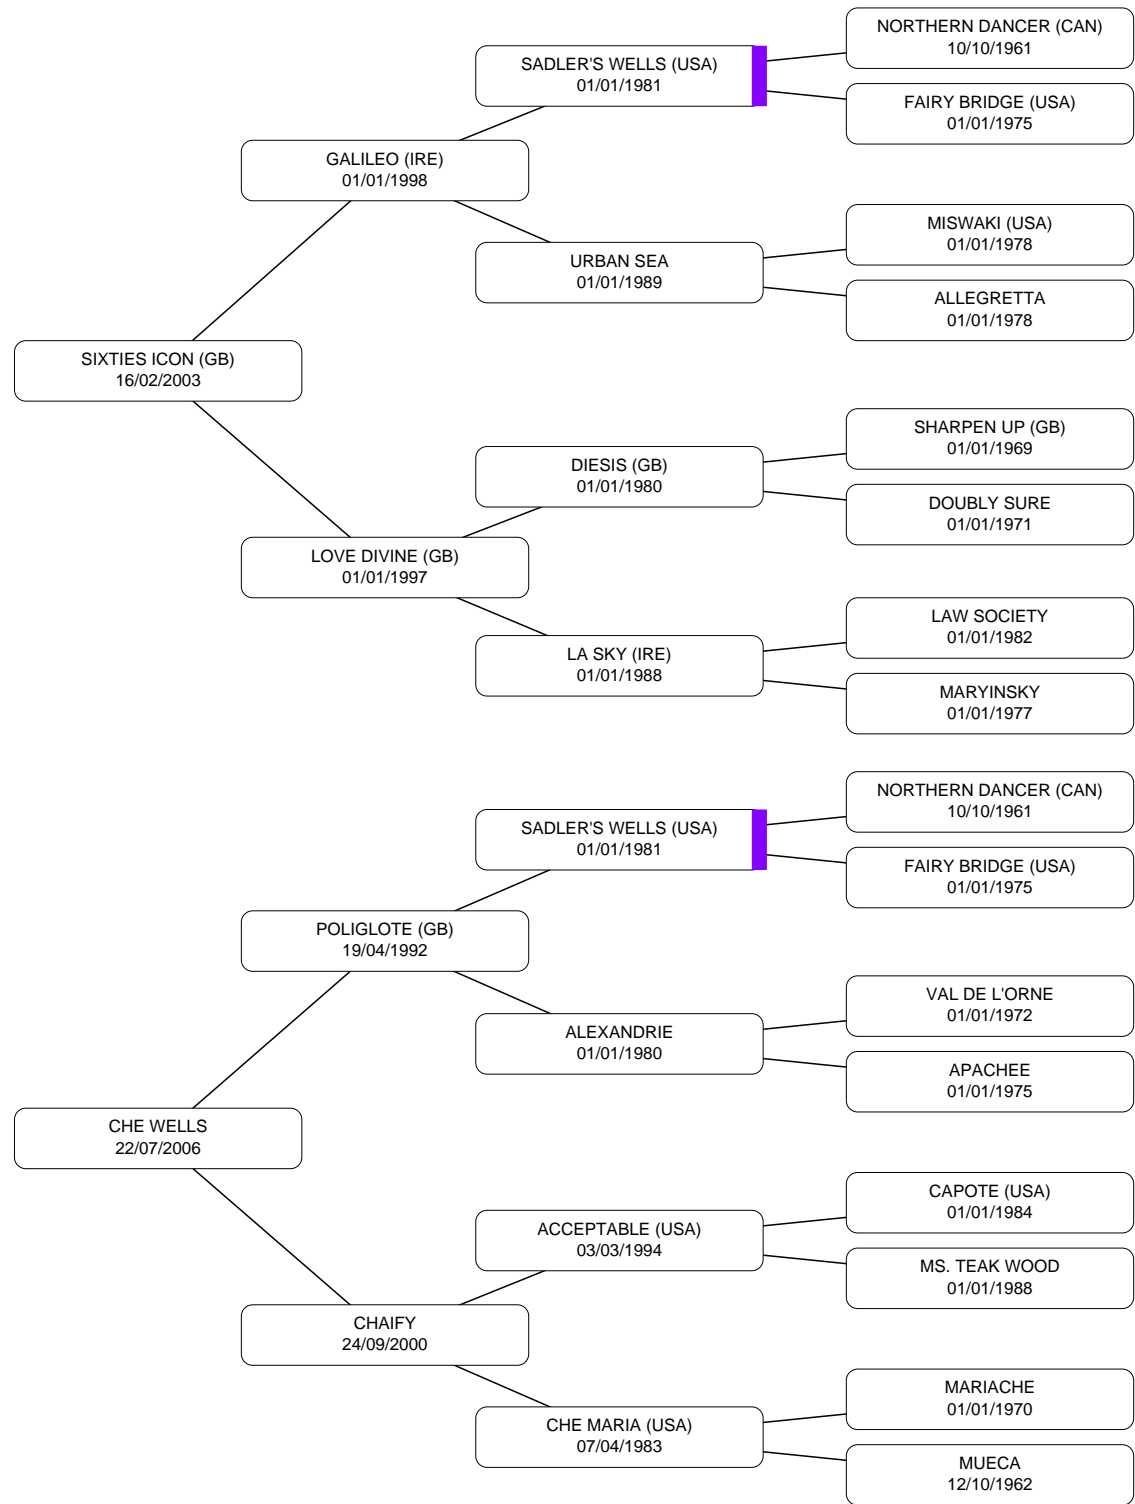 NORTHERN DANCER (CAN)
10/10/1961
SADLER'S WELLS (USA)
01/01/1981
FAIRY BRIDGE (USA)
01/01/1975
GALILEO (IRE)
01/01/1998
MISWAKI (USA)
01/01/1978
URBAN SEA
01/01/1989
ALLEGRETTA
01/01/1978
SIXTIES ICON (GB)
16/02/2003
SHARPEN UP (GB)
01/01/1969
DIESIS (GB)
01/01/1980
DOUBLY SURE
01/01/1971
LOVE DIVINE (GB)
01/01/1997
LAW SOCIETY
01/01/1982
LA SKY (IRE)
01/01/1988
MARYINSKY
01/01/1977
NORTHERN DANCER (CAN)
10/10/1961
SADLER'S WELLS (USA)
01/01/1981
FAIRY BRIDGE (USA)
01/01/1975
POLIGLOTE (GB)
19/04/1992
VAL DE L'ORNE
01/01/1972
ALEXANDRIE
01/01/1980
APACHEE
01/01/1975
CHE WELLS
22/07/2006
CAPOTE (USA)
01/01/1984
ACCEPTABLE (USA)
03/03/1994
MS. TEAK WOOD
01/01/1988
CHAIFY
24/09/2000
MARIACHE
01/01/1970
CHE MARIA (USA)
07/04/1983
MUECA
12/10/1962